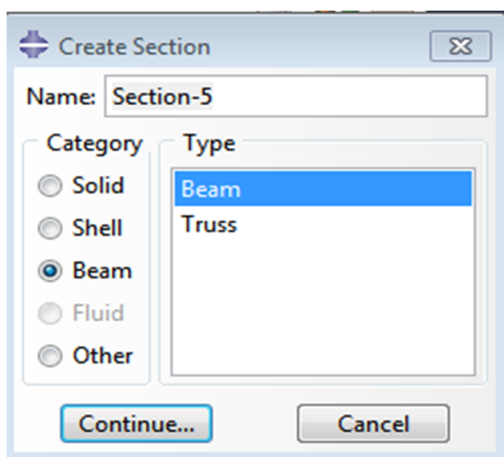 Create Section
Name: Section-5
Category
Solid
Shell
Beam
Fluid
Other
Type
Beam
Truss
Continue...
Cancel